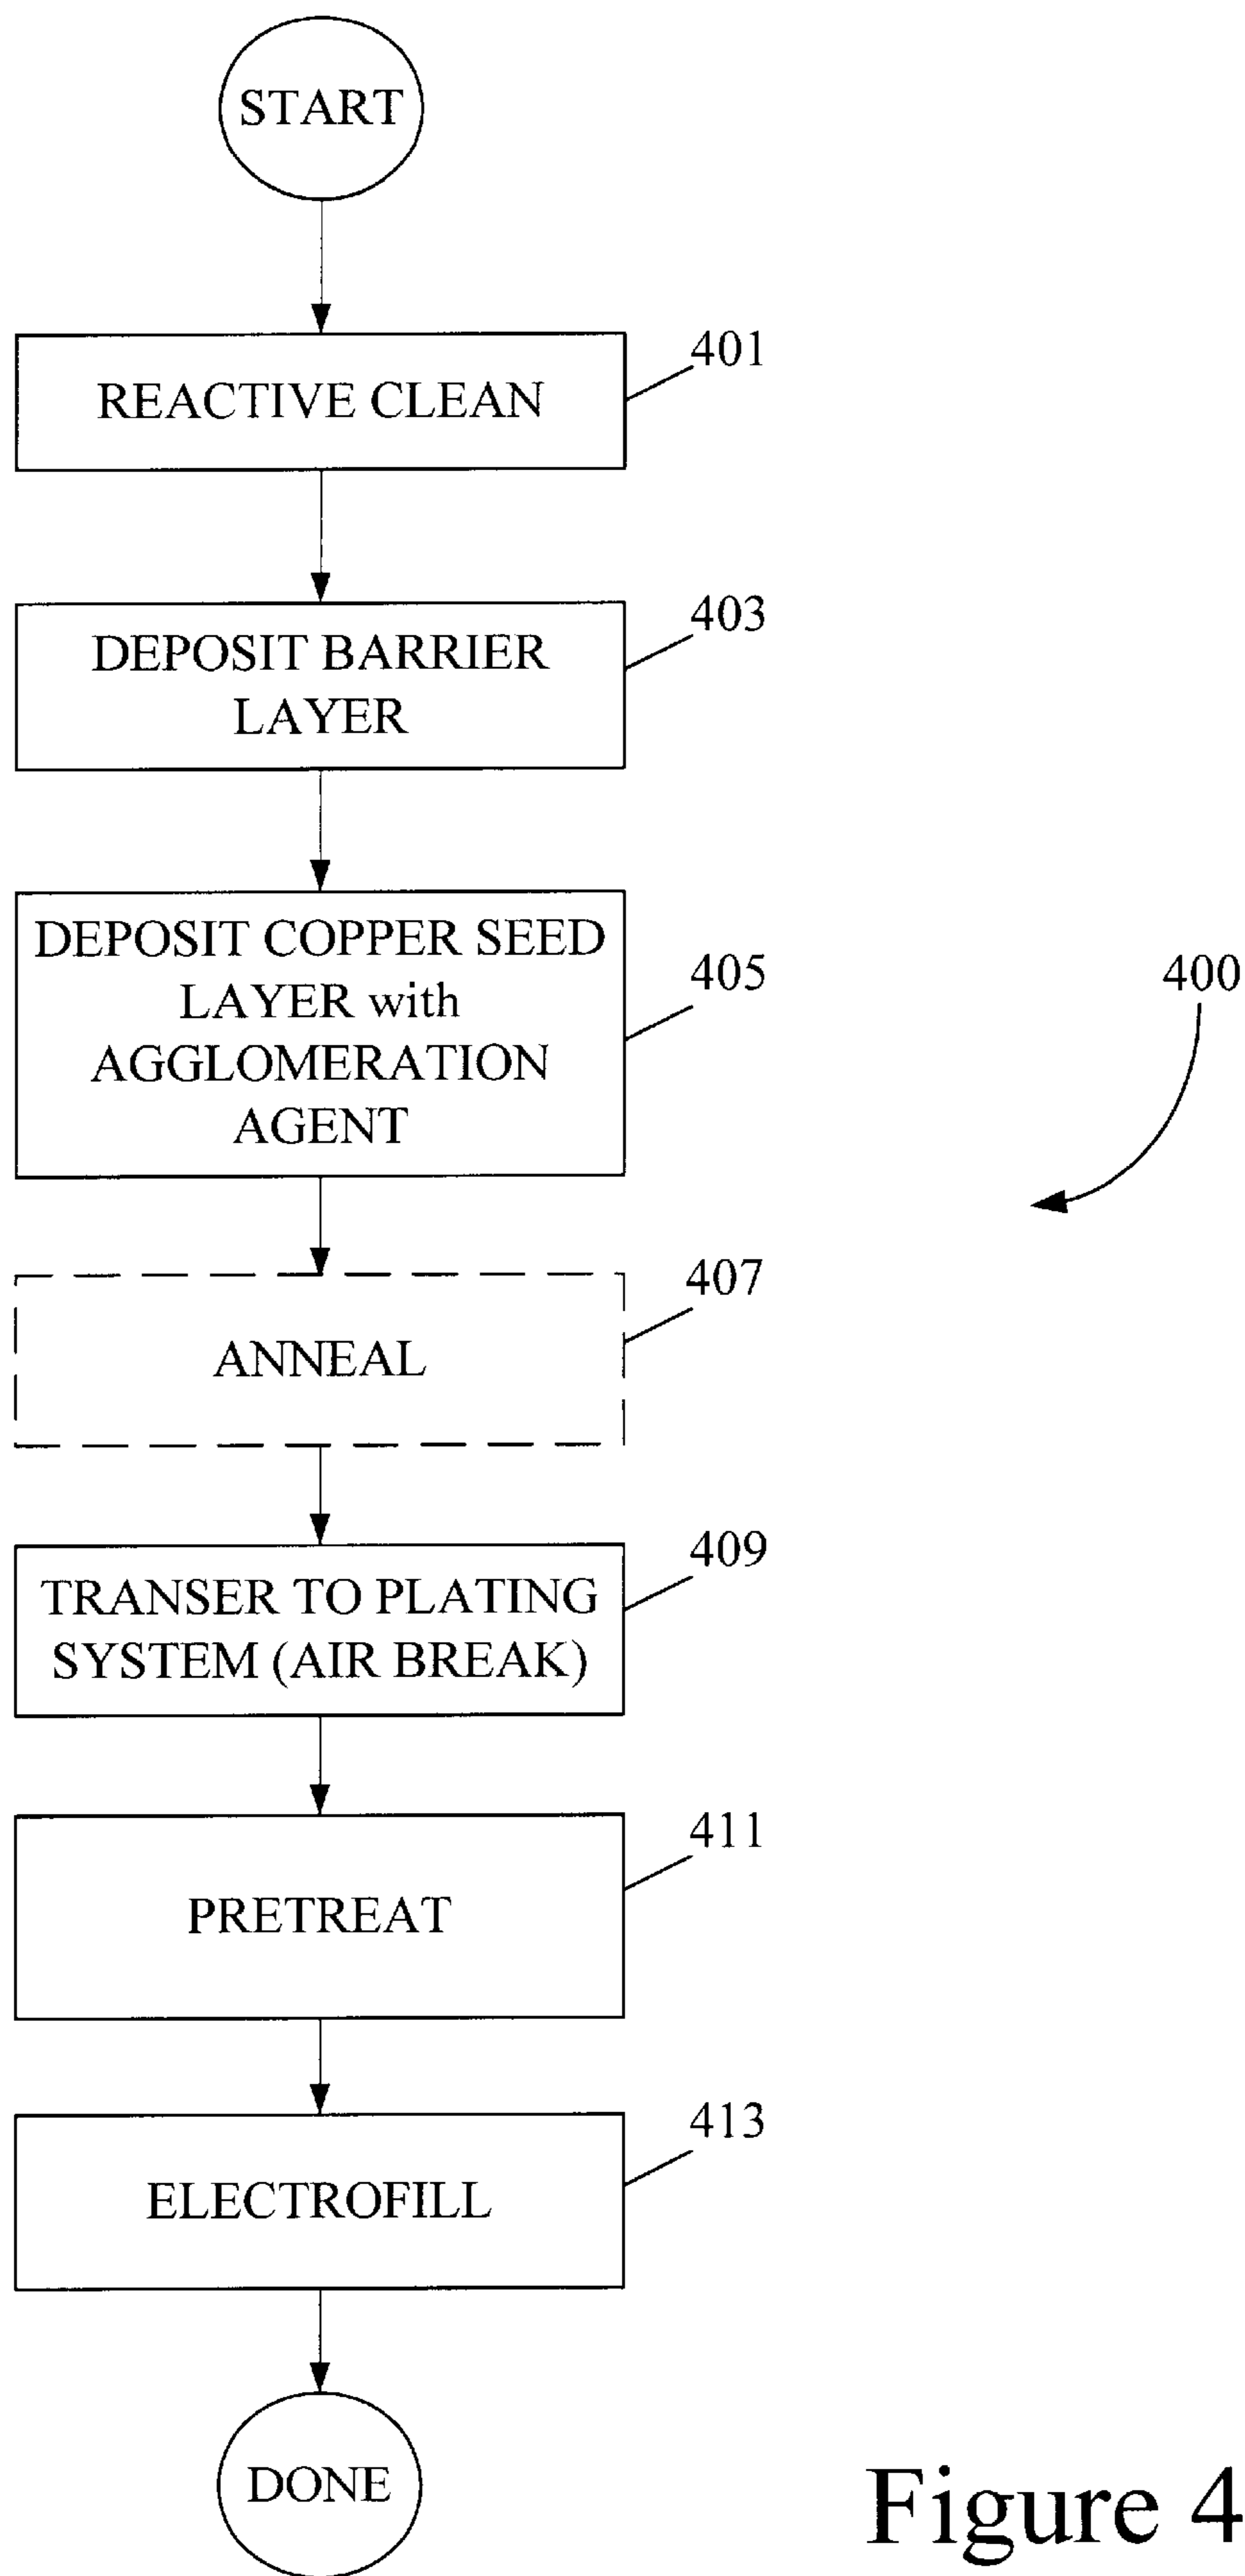 START
401
REACTIVE CLEAN
403
DEPOSIT BARRIER
LAYER
DEPOSIT COPPER SEED
LAYER with
AGGLOMERATION
AGENT
405
400
407
ANNEAL
409
TRANSER TO PLATING
SYSTEM (AIR BREAK)
411
PRETREAT
413
ELECTROFILL
DONE
Figure 4